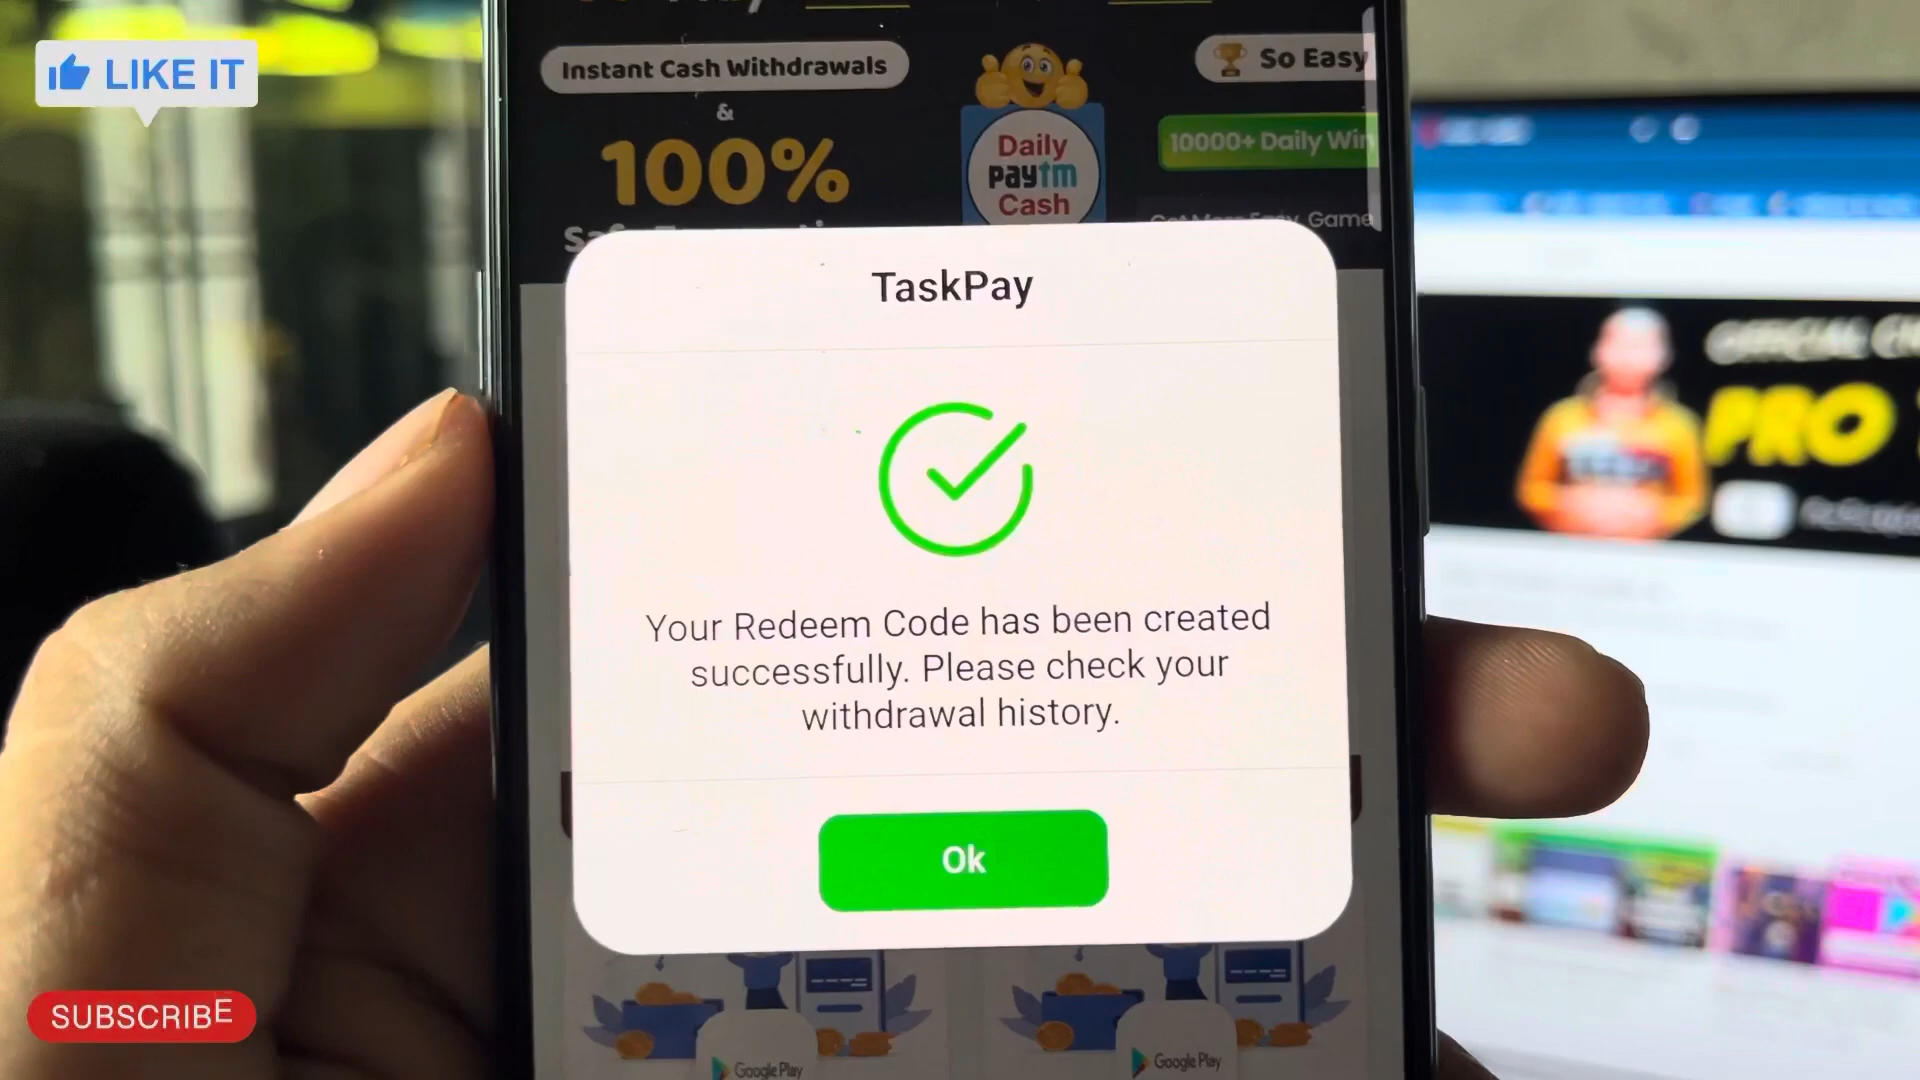 LIKE IT
Instant Cash Withdrawals
&
100%
Daily
paytm
Cash
So Easy
10000+ Daily Win
Game
TaskPay
Your Redeem Code has been created
successfully. Please check your
withdrawal history.
Ok
PRO
SUBSCRIBE
Google Play
Google Play